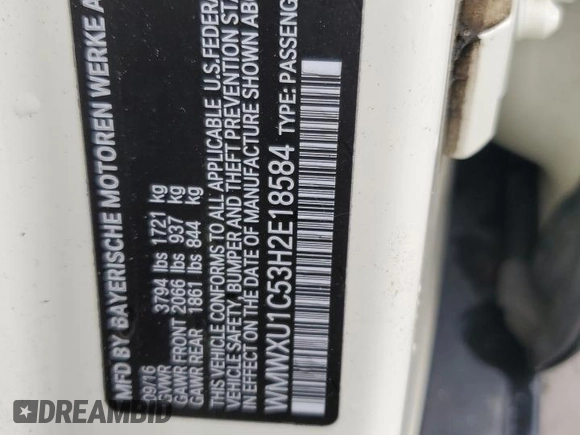 MFD BY BAYERISCHE MOTOREN WERKE A
09/16
GVWR 3794 lbs 1721 kg
GAWR FRONT 2066 lbs 937 kg
GAWR REAR 1861 lbs 844 kg
THIS VEHICLE CONFORMS TO ALL APPLICABLE U.S.FEDERA
VEHICLE SAFETY, BUMPER AND THEFT PREVENTION STA
IN EFFECT ON THE DATE OF MANUFACTURE SHOWN ABO
WMWXU1C53H2E18584 TYPE: PASSENG
DREAMBID